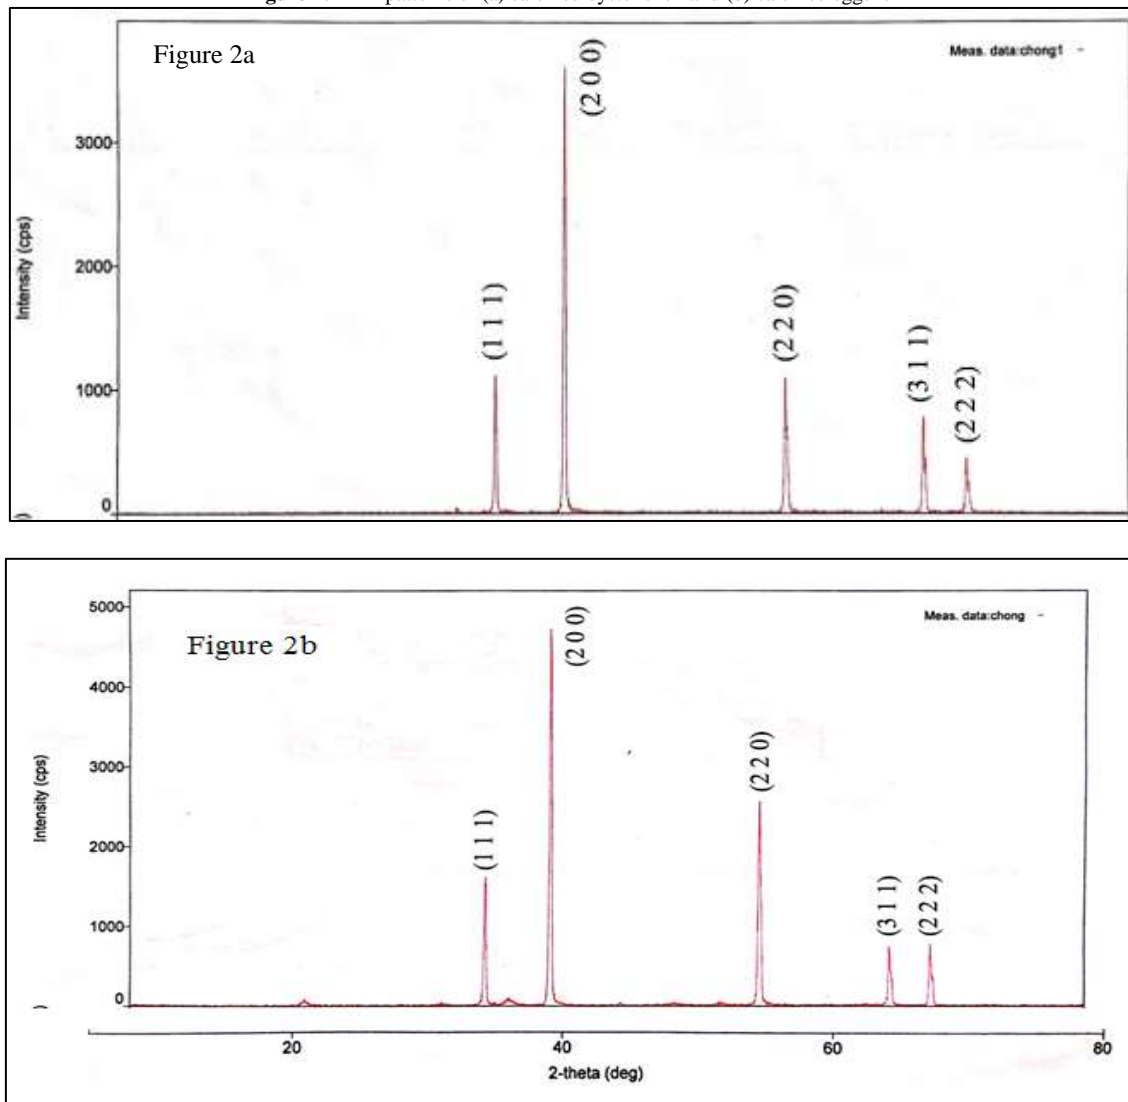 Figure 2a
Meas. data:chong1
(2 0 0)
3000
Intensity (cps)
2000
(1 1 1)
(2 2 0)
(3 1 1)
(2 2 2)
1000
0
5000
Meas. data:chong
Figure 2b
(2 0 0)
4000
3000
(2 2 0)
Intensity (cps)
2000
(1 1 1)
(3 1 1)
(2 2 2)
1000
0
20
40
60
80
2-theta (deg)